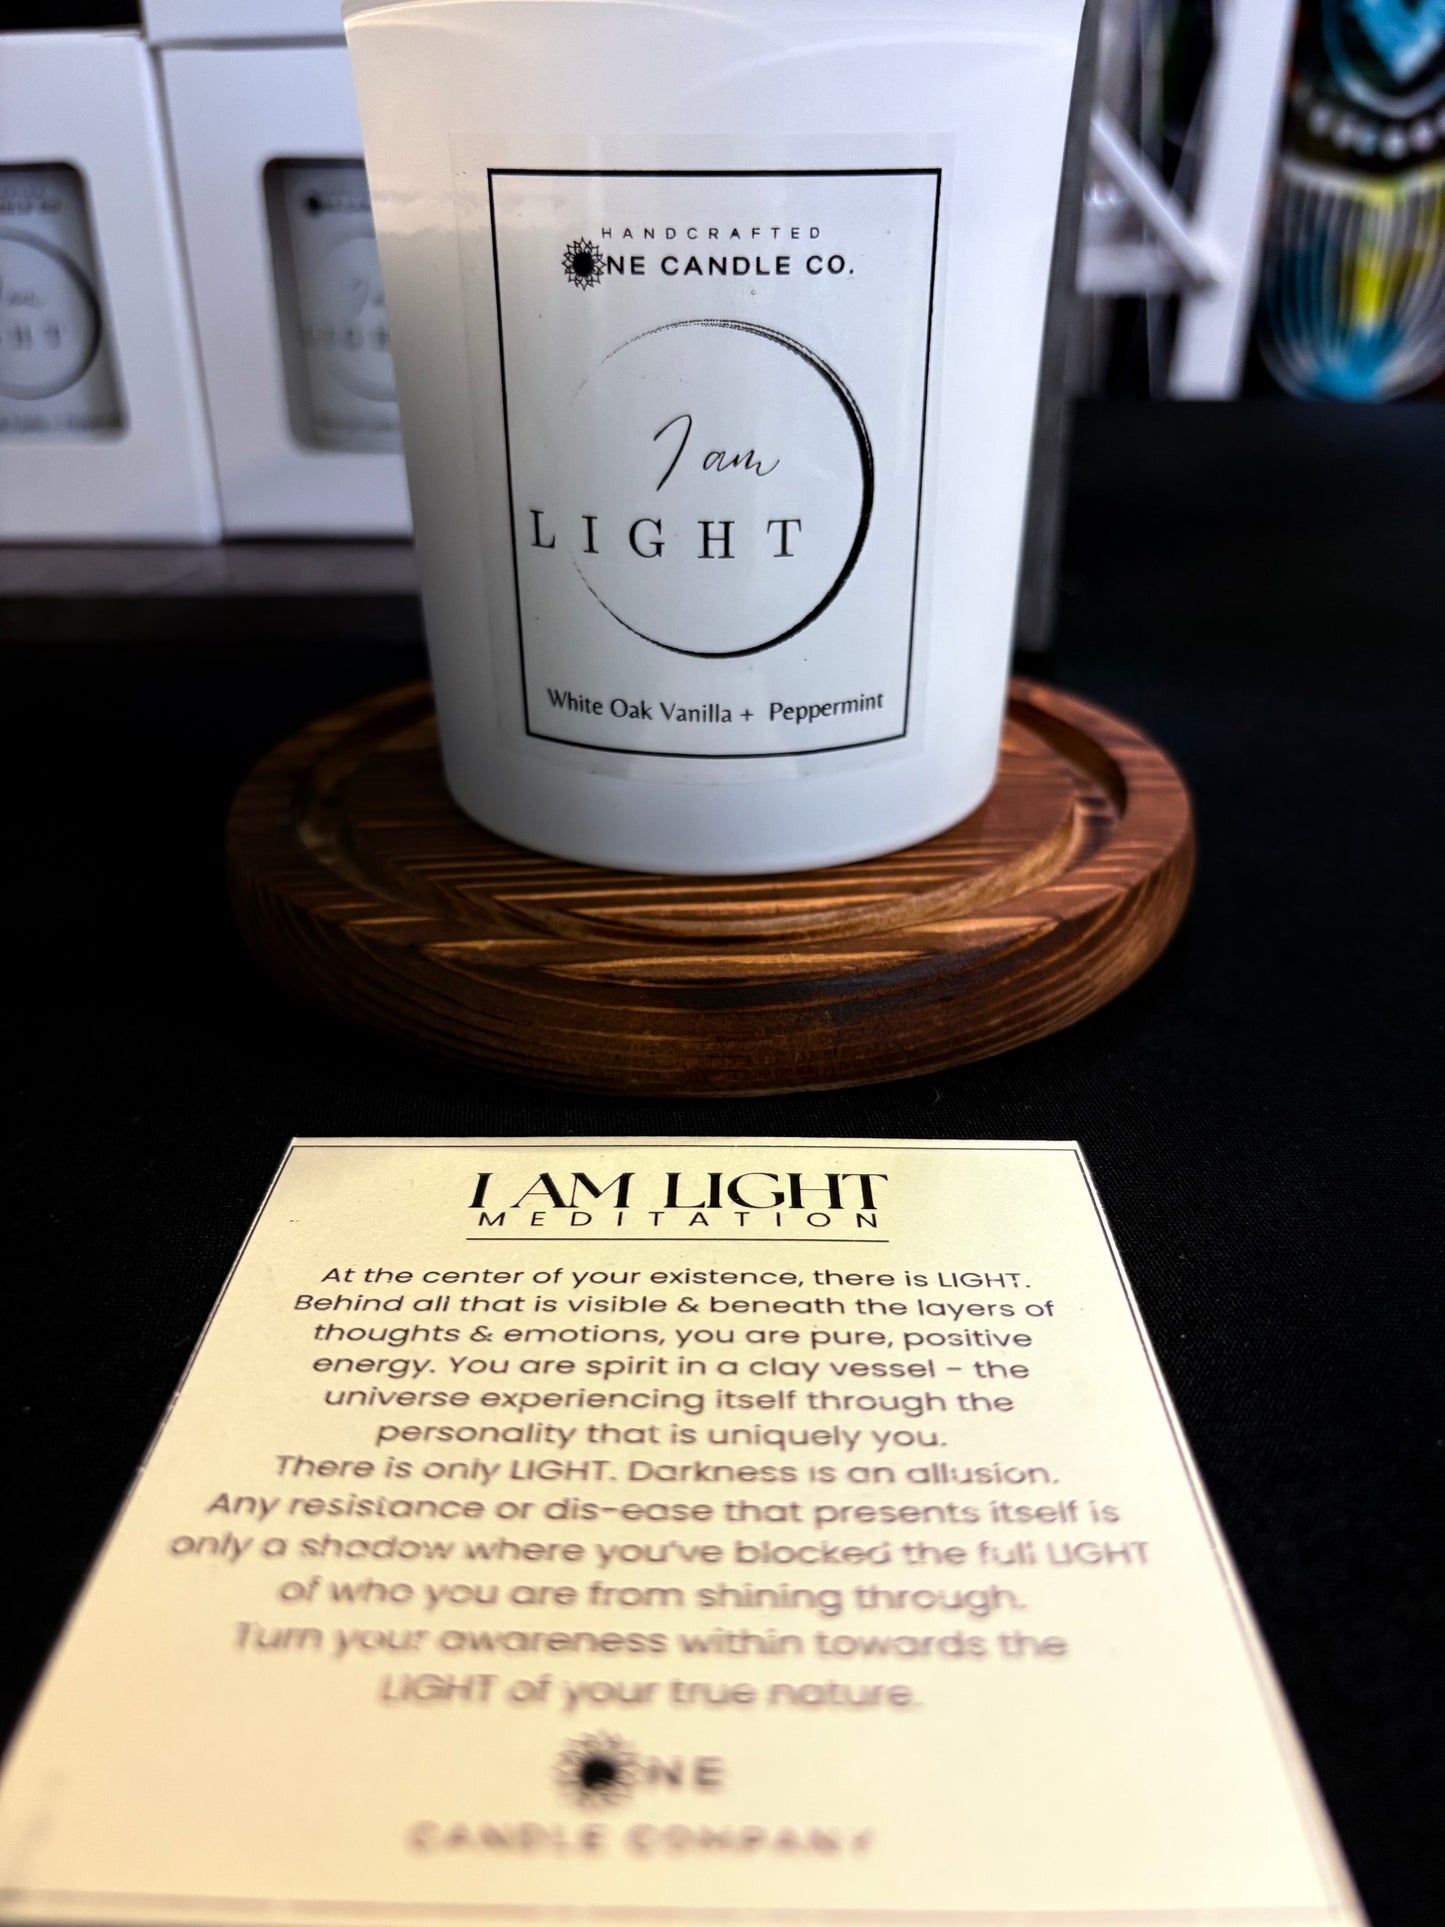 HANDCRAFTED
ONE CANDLE CO.
I am
LIGHT
White Oak Vanilla + Peppermint
I AM LIGHT
MEDITATION
At the center of your existence, there is LIGHT.
Behind all that is visible & beneath the layers of
thoughts & emotions, you are pure, positive
energy. You are spirit in a clay vessel – the
universe experiencing itself through the
personality that is uniquely you.
There is only LIGHT. Darkness is an allusion.
Any resistance or dis-ease that presents itself is
only a shadow where you've blocked the full LIGHT
of who you are from shining through.
Turn your awareness within towards the
LIGHT of your true nature.
ONE
CANDLE COMPANY